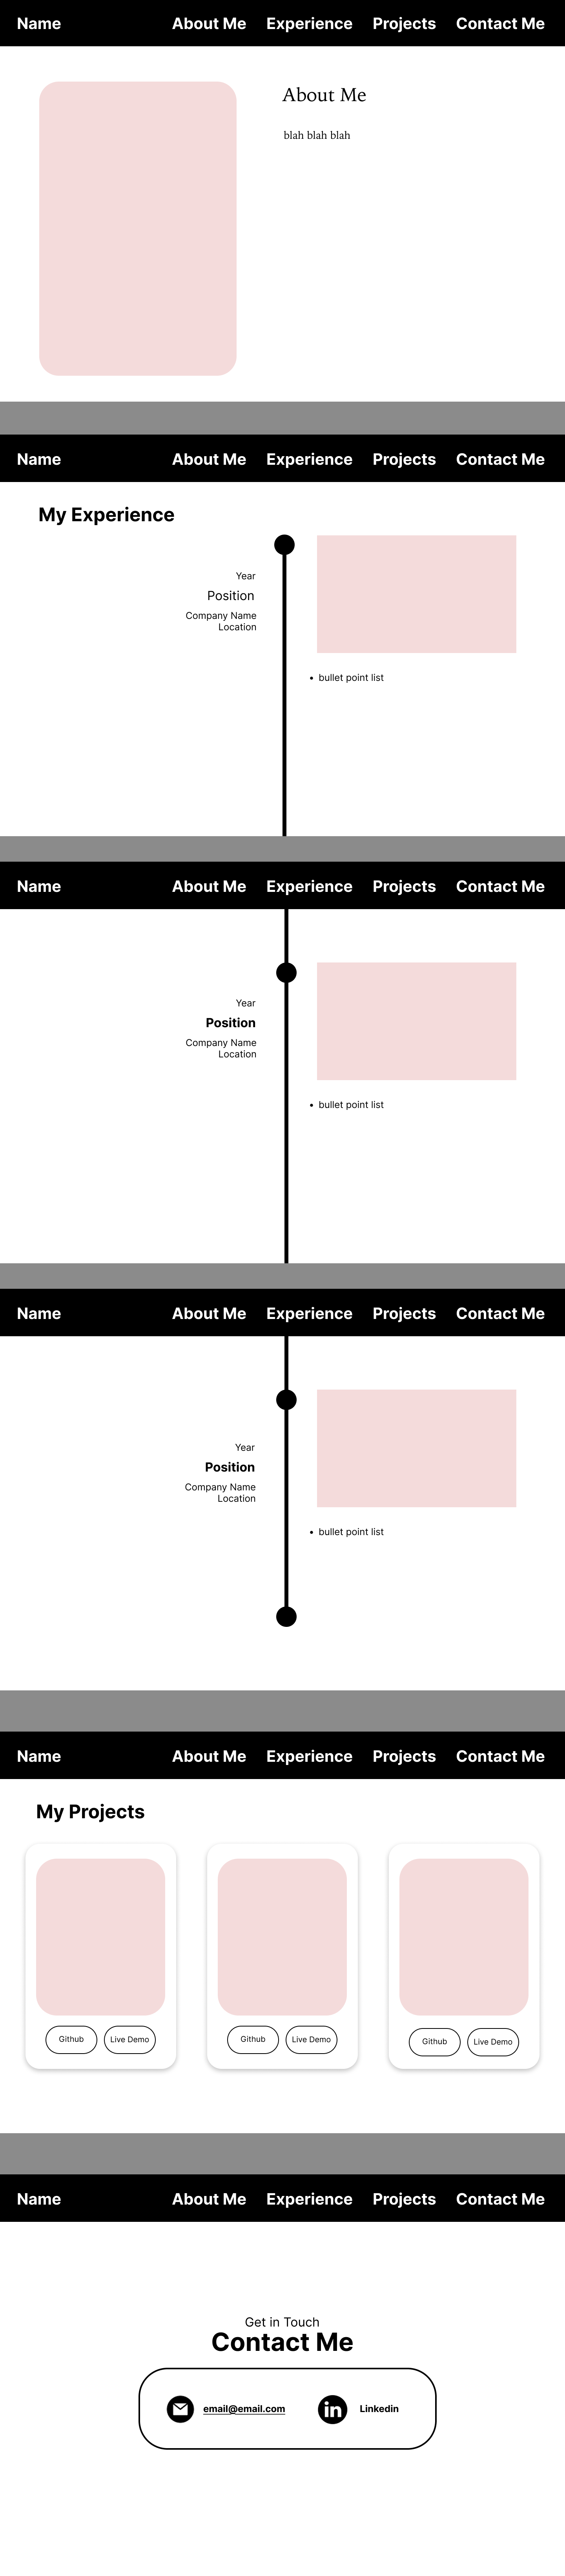 Name About Me Experience Projects Contact Me
About Me
blah blah blah
Name About Me Experience Projects Contact Me
My Experience
Year
Position
Company Name
Location
• bullet point list
Name About Me Experience Projects Contact Me
Year
Position
Company Name
Location
• bullet point list
Name About Me Experience Projects Contact Me
Year
Position
Company Name
Location
• bullet point list
Name About Me Experience Projects Contact Me
My Projects
Github Live Demo Github Live Demo Github Live Demo
Name About Me Experience Projects Contact Me
Get in Touch
Contact Me
email@email.com in Linkedin